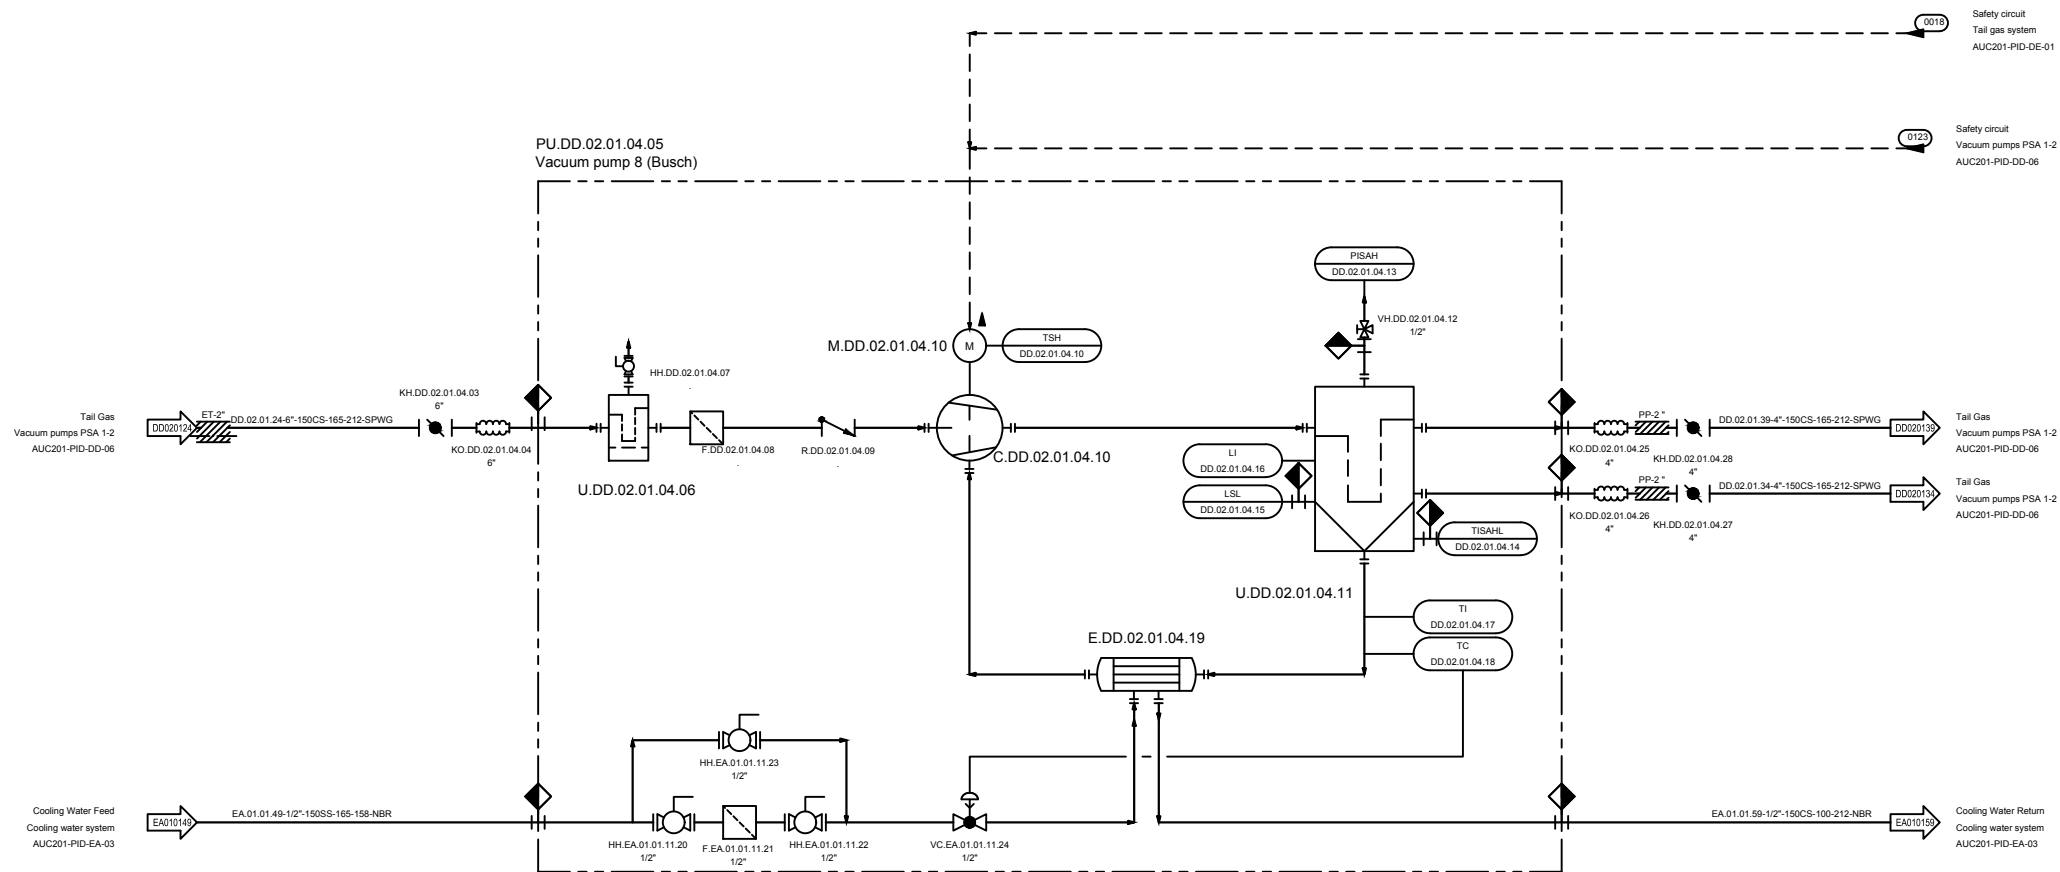 0018
Safety circuit
Tail gas system
AUC201-PID-DE-01
0123
Safety circuit
Vacuum pumps PSA 1-2
AUC201-PID-DD-06
PU.DD.02.01.04.05
Vacuum pump 8 (Busch)
PISAH
DD.02.01.04.13
VH.DD.02.01.04.12
1/2"
M.DD.02.01.04.10
M
TSH
DD.02.01.04.10
HH.DD.02.01.04.07
.
KH.DD.02.01.04.03
6"
Tail Gas
Vacuum pumps PSA 1-2
AUC201-PID-DD-06
DD020124
ET-2"
DD.02.01.24-6"-150CS-165-212-SPWG
KO.DD.02.01.04.04
6"
U.DD.02.01.04.06
F.DD.02.01.04.08
.
R.DD.02.01.04.09
.
C.DD.02.01.04.10
LI
DD.02.01.04.16
LSL
DD.02.01.04.15
TISAHL
DD.02.01.04.14
U.DD.02.01.04.11
PP-2 "
KO.DD.02.01.04.25
4"
KH.DD.02.01.04.28
4"
DD.02.01.39-4"-150CS-165-212-SPWG
DD020139
Tail Gas
Vacuum pumps PSA 1-2
AUC201-PID-DD-06
PP-2 "
KO.DD.02.01.04.26
4"
KH.DD.02.01.04.27
4"
DD.02.01.34-4"-150CS-165-212-SPWG
DD020134
Tail Gas
Vacuum pumps PSA 1-2
AUC201-PID-DD-06
TI
DD.02.01.04.17
TC
DD.02.01.04.18
E.DD.02.01.04.19
HH.EA.01.01.11.23
1/2"
Cooling Water Feed
Cooling water system
AUC201-PID-EA-03
EA010149
EA.01.01.49-1/2"-150SS-165-158-NBR
HH.EA.01.01.11.20
1/2"
F.EA.01.01.11.21
1/2"
HH.EA.01.01.11.22
1/2"
VC.EA.01.01.11.24
1/2"
EA.01.01.59-1/2"-150CS-100-212-NBR
EA010159
Cooling Water Return
Cooling water system
AUC201-PID-EA-03